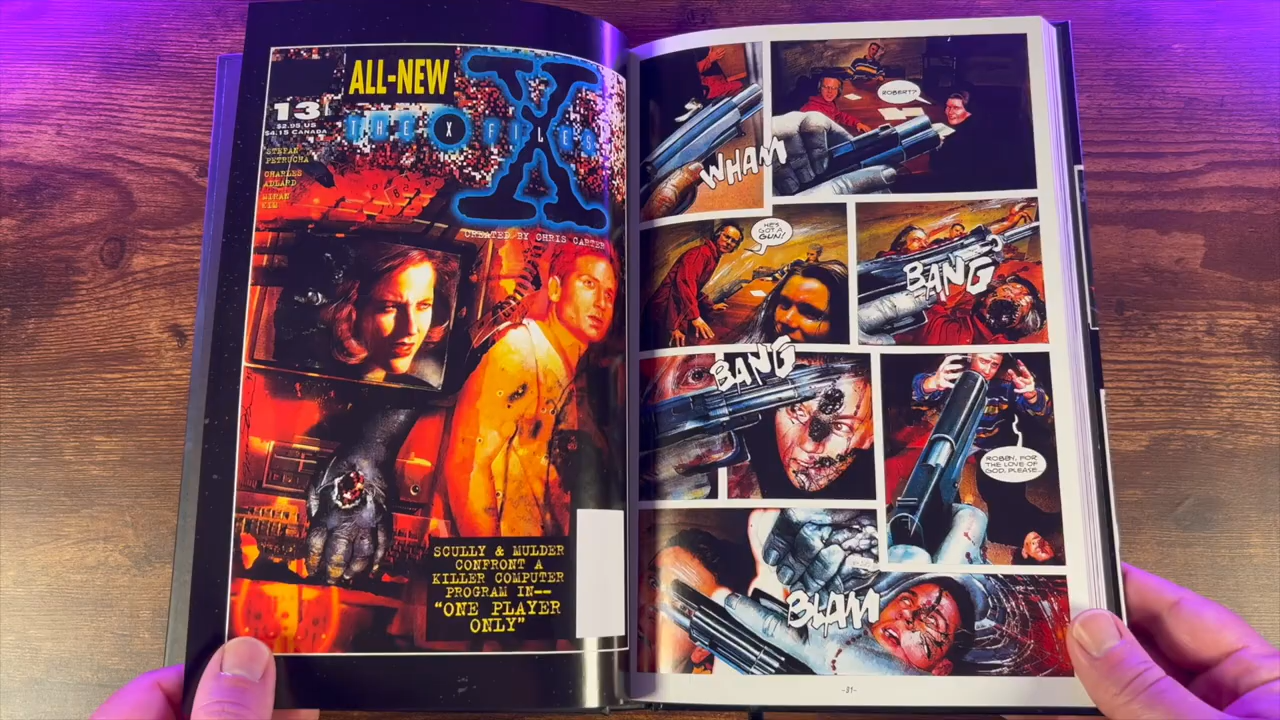 ALL-NEW
X
THE X FILES
13
$2.95 US
$4.15 CANADA
STEFAN
PETRUCHA
CHARLES
ADLARD
MIRAN
KIM
CREATED BY CHRIS CARTER
SCULLY & MULDER
CONFRONT A
KILLER COMPUTER
PROGRAM IN--
"ONE PLAYER
ONLY"
WHAM
ROBERT?
HE'S
GOT A
GUN!
BANG
BANG
ROBBY, FOR
THE LOVE OF
GOD, PLEASE...
BLAM
-31-